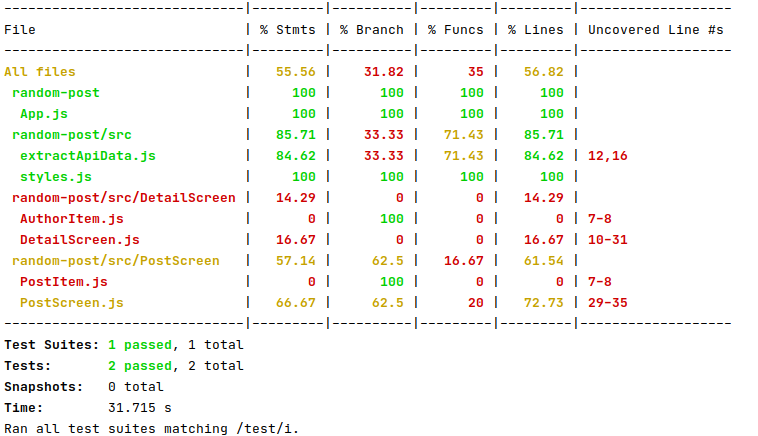 ------------------------------|---------|----------|---------|---------|-------------------
File                          | % Stmts | % Branch | % Funcs | % Lines | Uncovered Line #s
------------------------------|---------|----------|---------|---------|-------------------
All files                     |   55.56 |    31.82 |      35 |   56.82 |
 random-post                  |     100 |      100 |     100 |     100 |
  App.js                      |     100 |      100 |     100 |     100 |
 random-post/src              |   85.71 |    33.33 |   71.43 |   85.71 |
  extractApiData.js           |   84.62 |    33.33 |   71.43 |   84.62 | 12,16
  styles.js                   |     100 |      100 |     100 |     100 |
 random-post/src/DetailScreen |   14.29 |        0 |       0 |   14.29 |
  AuthorItem.js               |       0 |      100 |       0 |       0 | 7-8
  DetailScreen.js             |   16.67 |        0 |       0 |   16.67 | 10-31
 random-post/src/PostScreen   |   57.14 |     62.5 |   16.67 |   61.54 |
  PostItem.js                 |       0 |      100 |       0 |       0 | 7-8
  PostScreen.js               |   66.67 |     62.5 |      20 |   72.73 | 29-35
------------------------------|---------|----------|---------|---------|-------------------
Test Suites: 1 passed, 1 total
Tests:       2 passed, 2 total
Snapshots:   0 total
Time:        31.715 s
Ran all test suites matching /test/i.